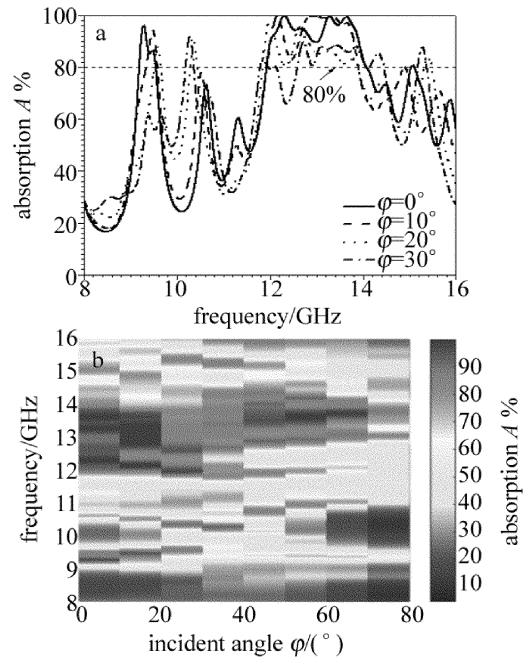 a
100
80
60
40
20
0
absorption A %
80%
φ=0°
φ=10°
φ=20°
φ=30°
8 10 12 14 16
frequency/GHz
b
16
15
14
13
12
11
10
9
8
frequency/GHz
0 20 40 60 80
incident angle φ/(°)
90
80
70
60
50
40
30
20
10
absorption A %